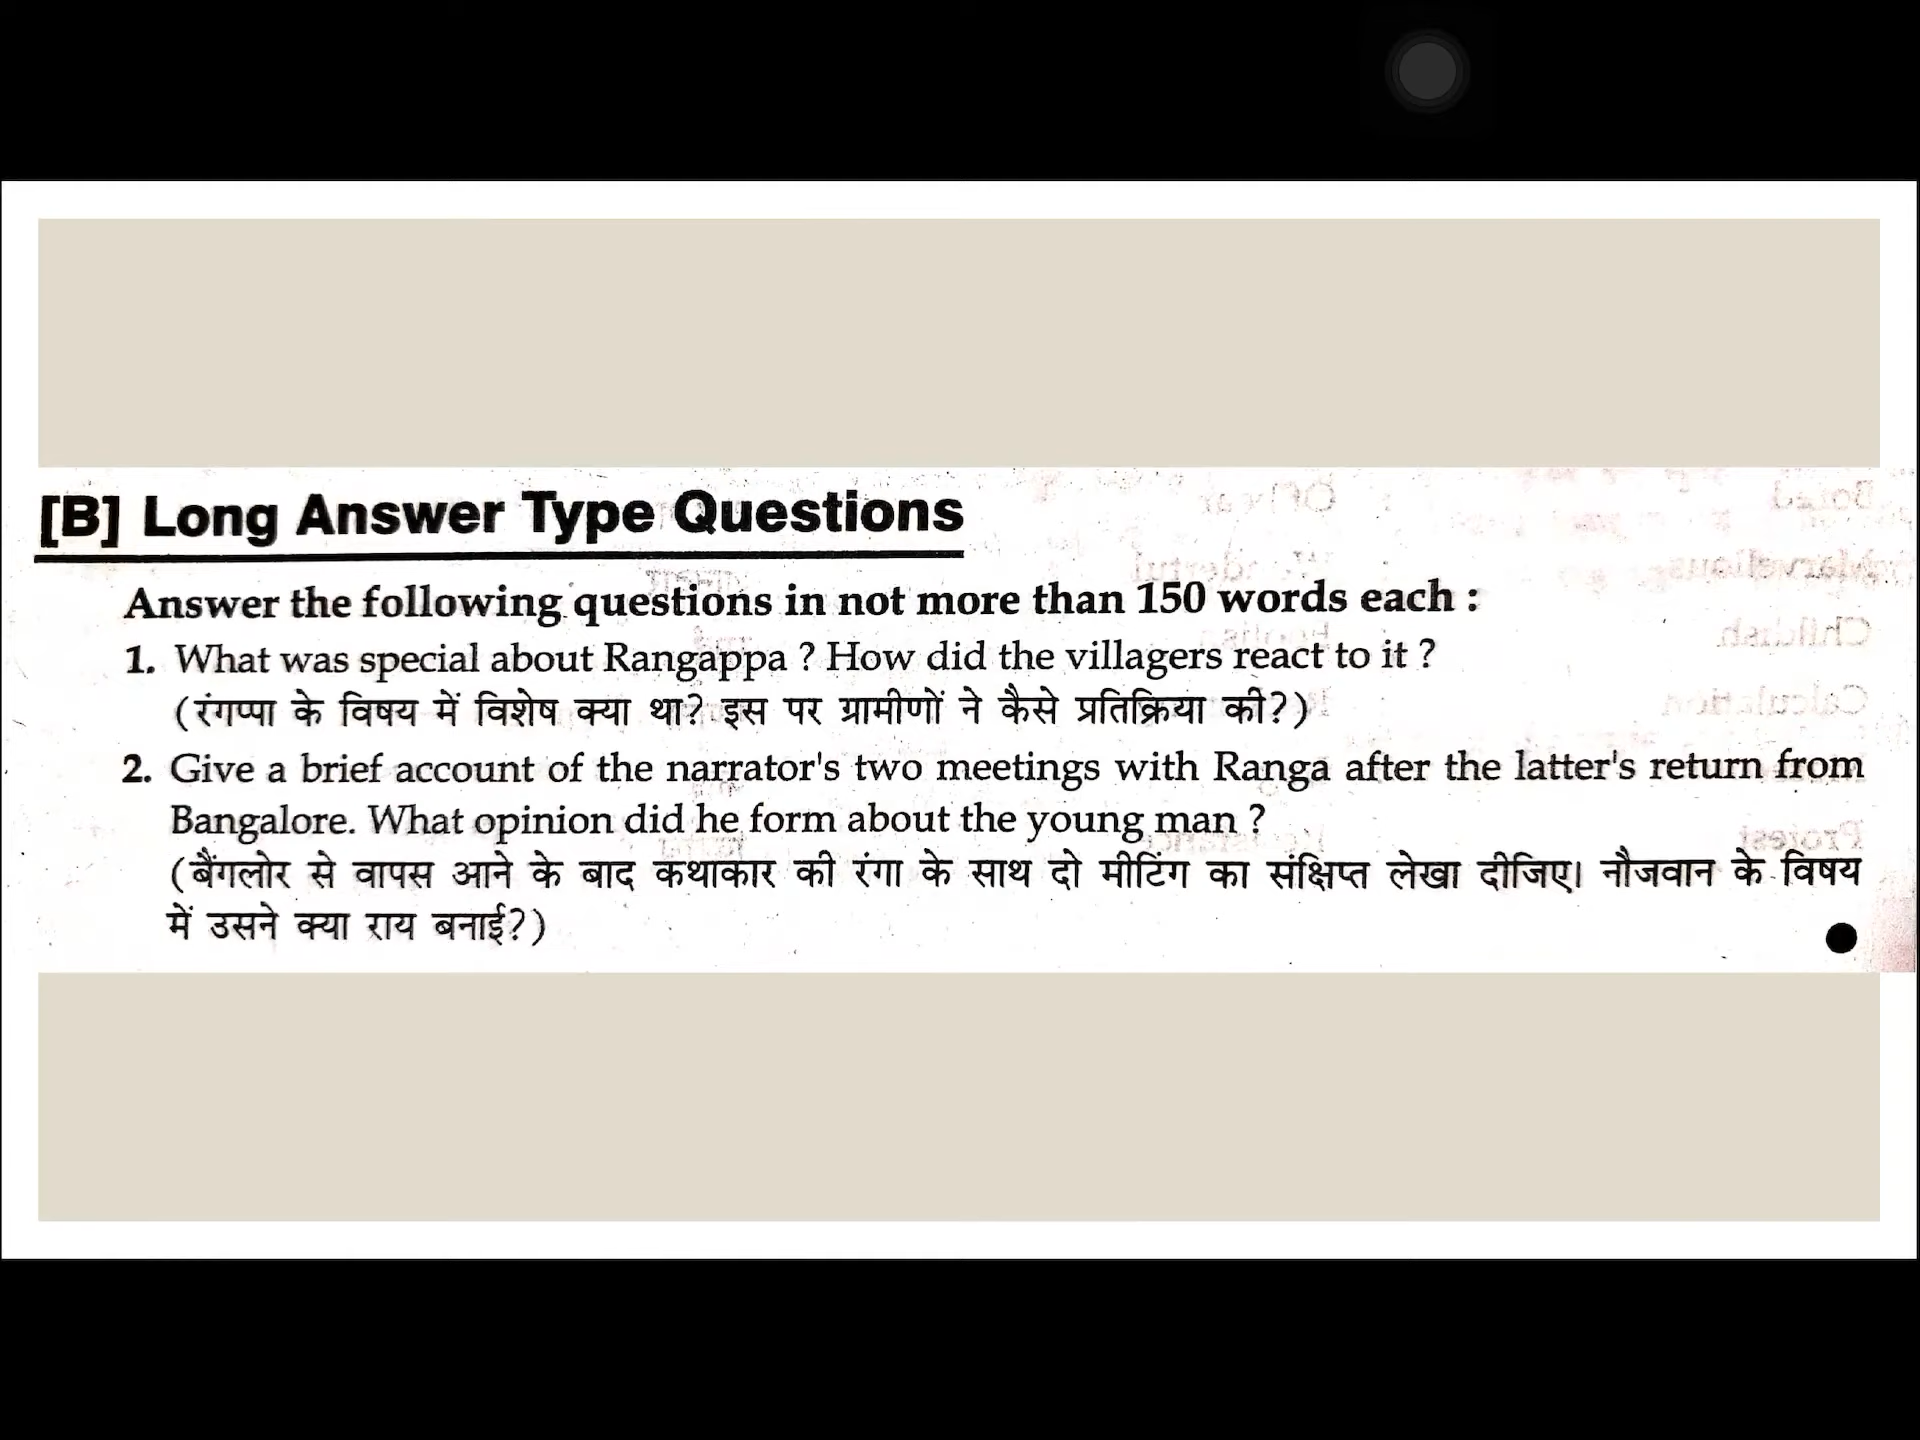 [B] Long Answer Type Questions
Answer the following questions in not more than 150 words each :
1. What was special about Rangappa ? How did the villagers react to it ?
(रंगप्पा के विषय में विशेष क्या था? इस पर ग्रामीणों ने कैसे प्रतिक्रिया की?)
2. Give a brief account of the narrator's two meetings with Ranga after the latter's return from
Bangalore. What opinion did he form about the young man ?
(बैंगलोर से वापस आने के बाद कथाकार की रंगा के साथ दो मीटिंग का संक्षिप्त लेखा दीजिए। नौजवान के विषय
में उसने क्या राय बनाई?)